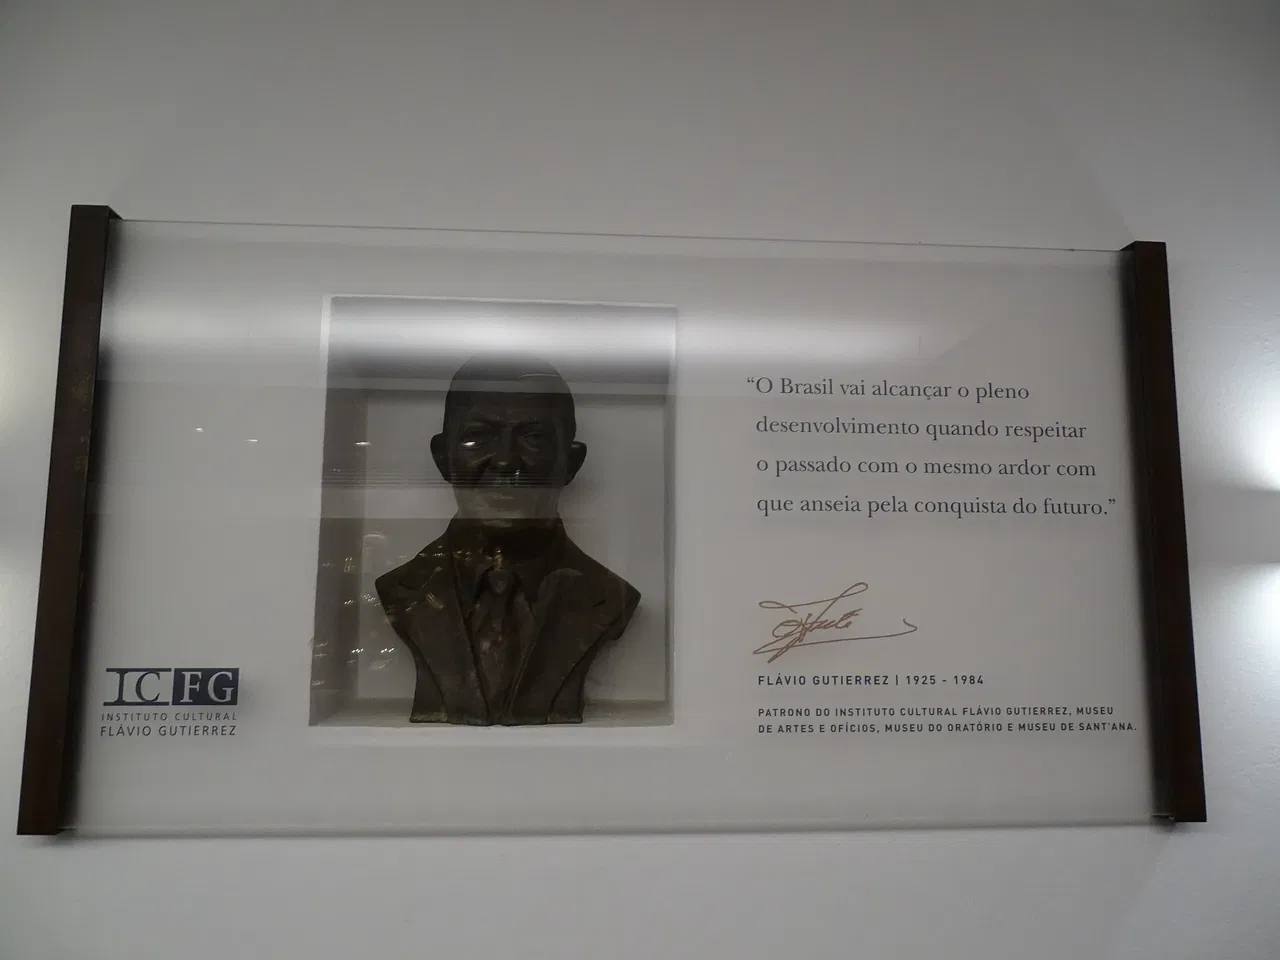 “O Brasil vai alcançar o pleno
desenvolvimento quando respeitar
o passado com o mesmo ardor com
que anseia pela conquista do futuro.”
FLÁVIO GUTIERREZ | 1925 - 1984
PATRONO DO INSTITUTO CULTURAL FLÁVIO GUTIERREZ, MUSEU
DE ARTES E OFÍCIOS, MUSEU DO ORATÓRIO E MUSEU DE SANT'ANA.
ICFG
INSTITUTO CULTURAL
FLÁVIO GUTIERREZ